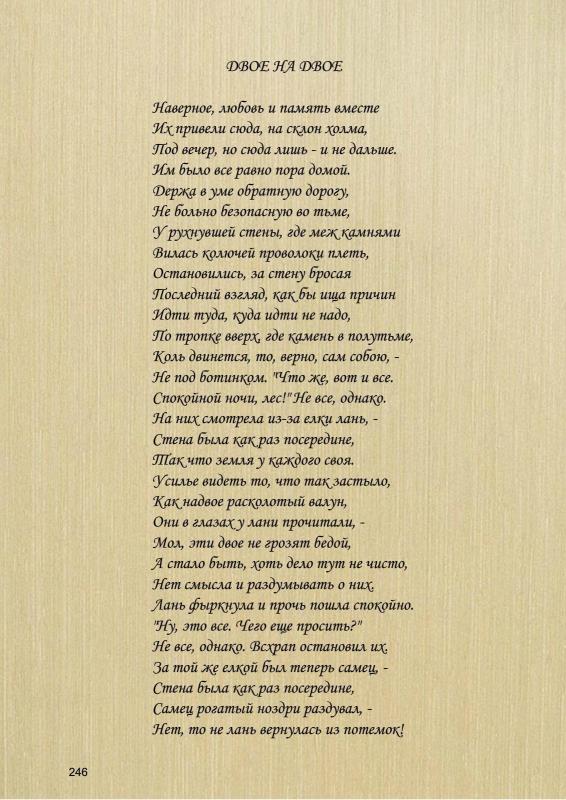 ДВОЕ НА ДВОЕ
Наверное, любовь и память вместе
Их привели сюда, на склон холма,
Под вечер, но сюда лишь - и не дальше.
Им было все равно пора домой.
Держа в уме обратную дорогу,
Не больно безопасную во тьме,
У рухнувшей стены, где меж камнями
Вилась колючей проволоки плеть,
Остановились, за стену бросая
Последний взгляд, как бы ища причин
Идти туда, куда идти не надо,
По тропке вверх, где камень в полутьме,
Коль двинется, то, верно, сам собою, -
Не под ботинком. "Что же, вот и все.
Спокойной ночи, лес!" Не все, однако.
На них смотрела из-за елки лань, -
Стена была как раз посередине,
Так что земля у каждого своя.
Усилье видеть то, что так застыло,
Как надвое расколотый валун,
Они в глазах у лани прочитали, -
Мол, эти двое не грозят бедой,
А стало быть, хоть дело тут не чисто,
Нет смысла и раздумывать о них.
Лань фыркнула и прочь пошла спокойно.
"Ну, это все. Чего еще просить?"
Не все, однако. Всхрап остановил их.
За той же елкой был теперь самец, -
Стена была как раз посередине,
Самец рогатый ноздри раздувал, -
Нет, то не лань вернулась из потемок!
246